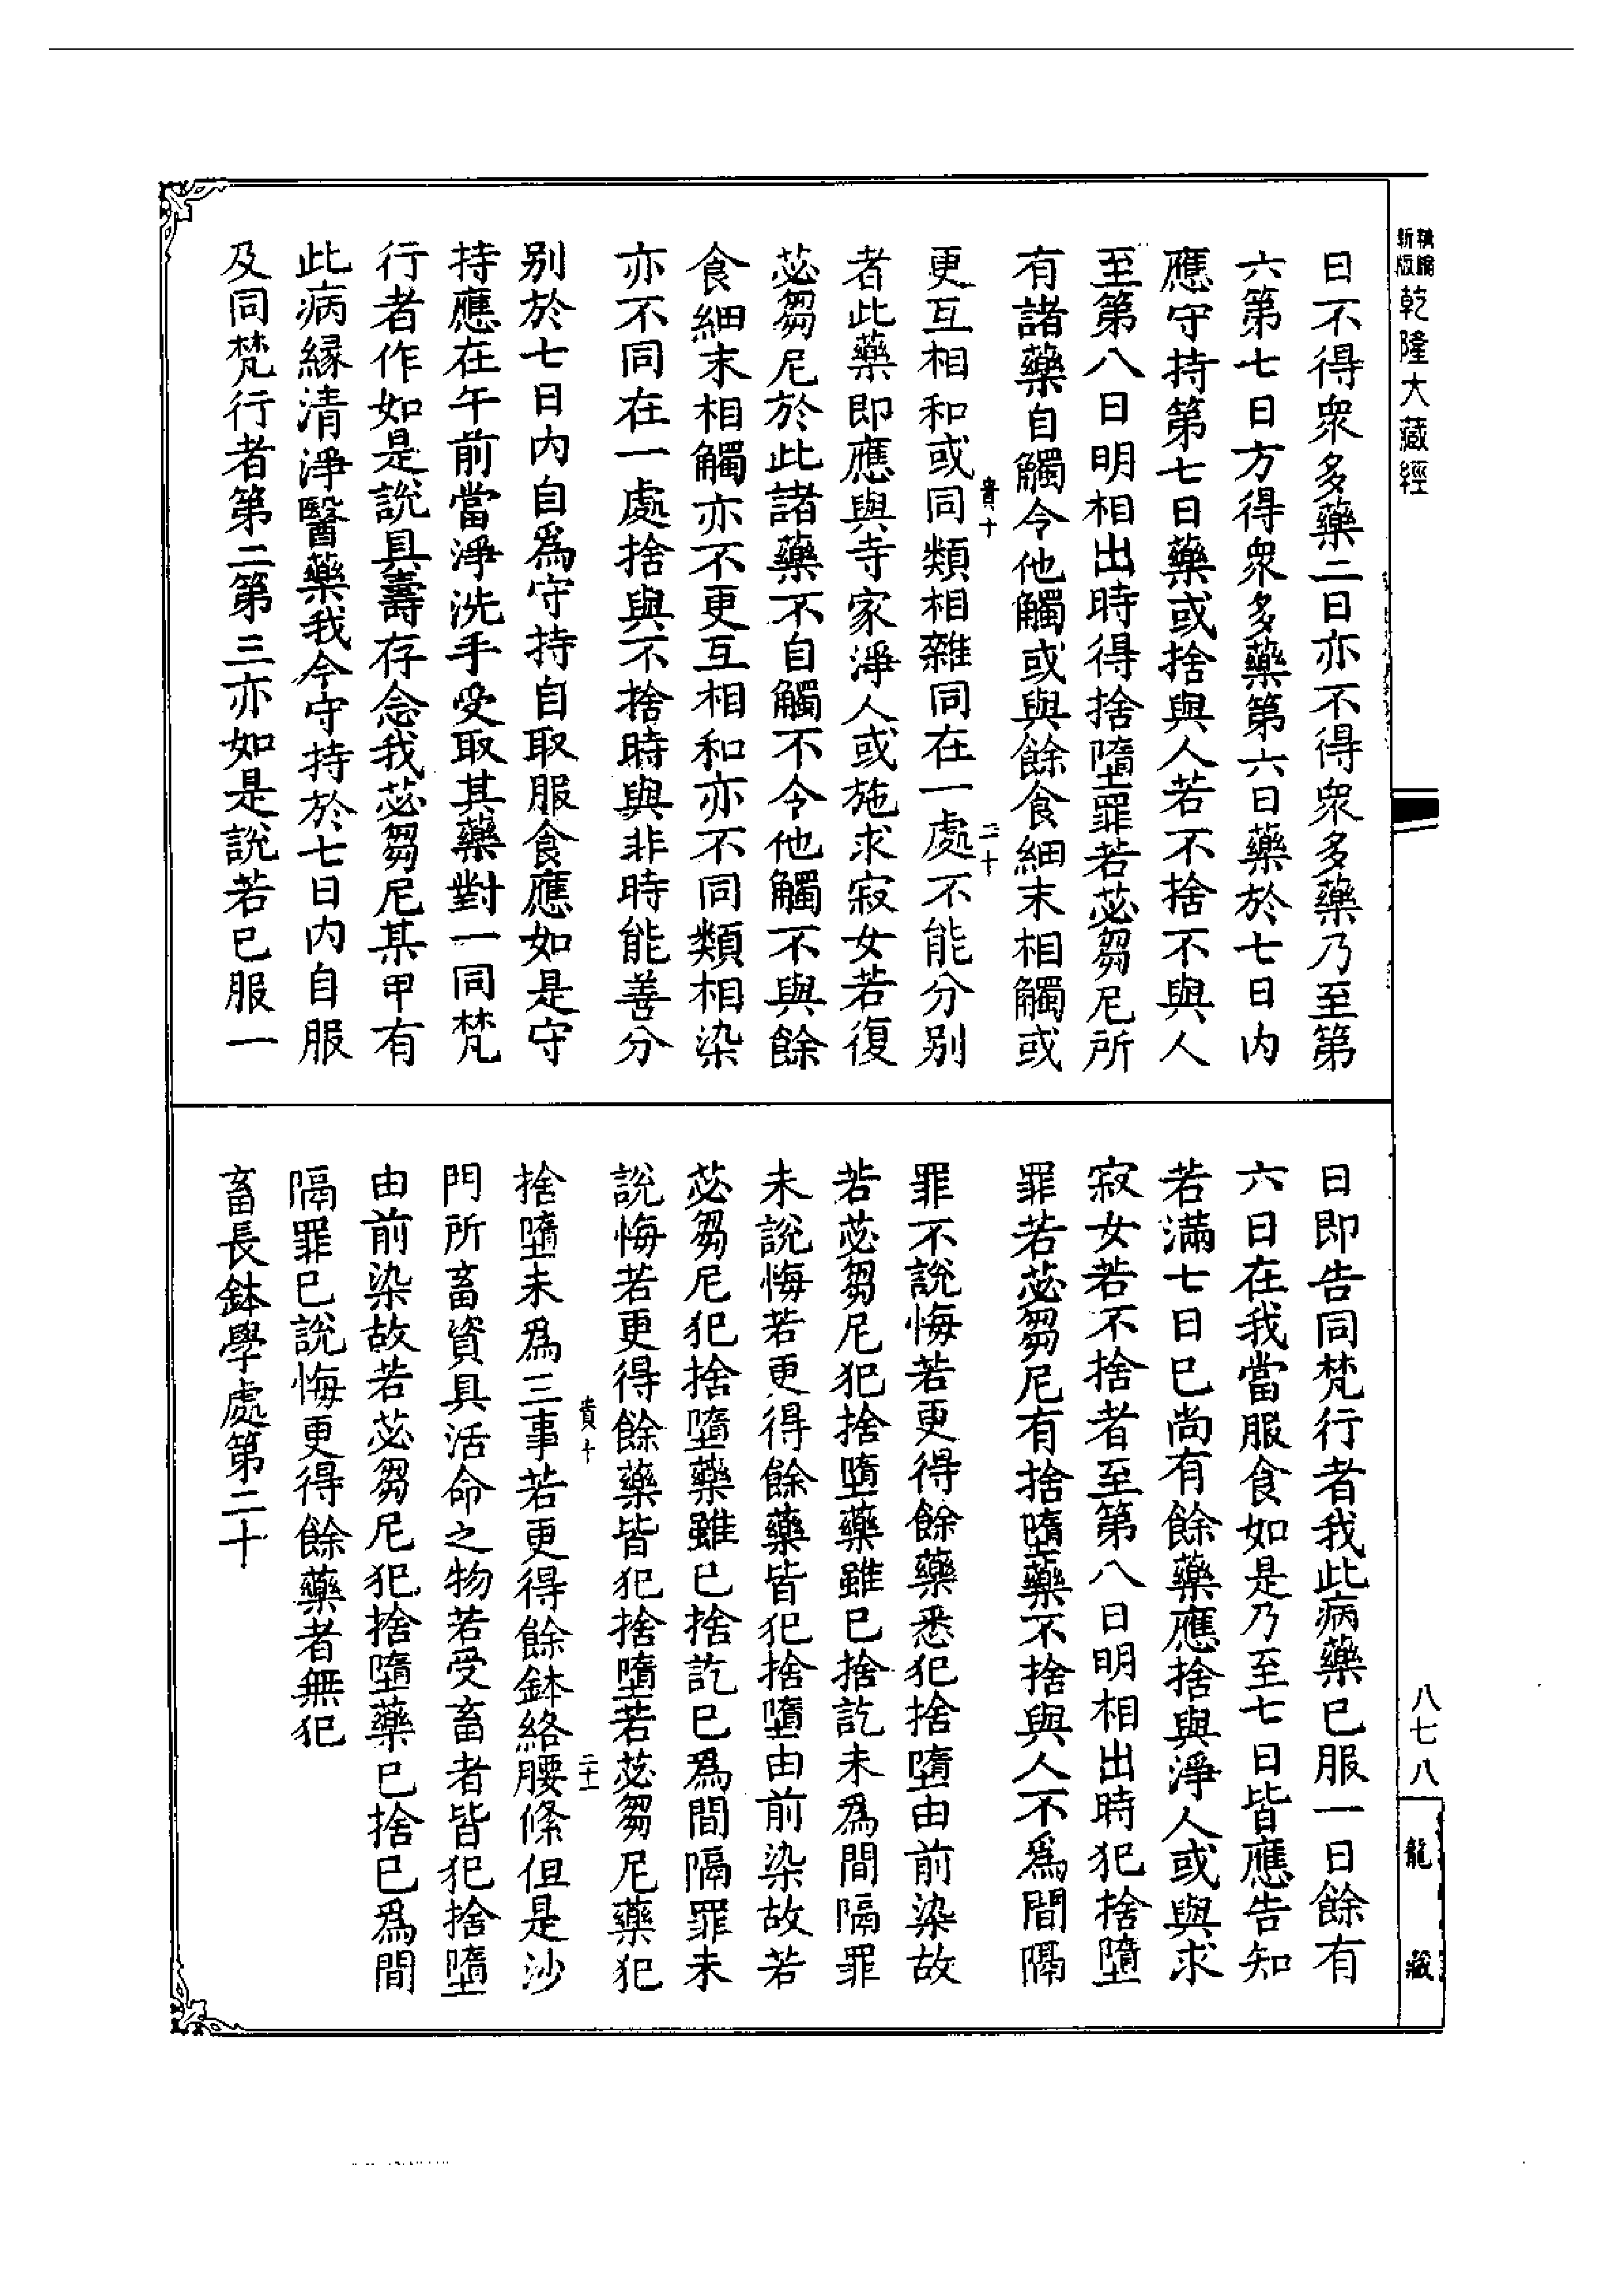 精縮
新版
乾隆大藏經
日不得衆多藥二日亦不得衆多藥乃至第
六第七日方得衆多藥第六日藥於七日内
應守持第七日藥或捨與人若不捨不與人
至第八日明相出時得捨墮罪若苾芻尼所
有諸藥自觸令他觸或與餘食細末相觸或
貴十
二十
更互相和或同類相雜同在一處不能分别
者此藥即應與寺家淨人或施求寂女若復
苾芻尼於此諸藥不自觸不令他觸不與餘
食細末相觸亦不更互相和亦不同類相染
亦不同在一處捨與不捨時與非時能善分
别於七日内自爲守持自取服食應如是守
持應在午前當淨洗手受取其藥對一同梵
行者作如是說具壽存念我苾芻尼某甲有
此病緣清淨醫藥我今守持於七日内自服
及同梵行者第二第三亦如是說若已服一
日即告同梵行者我此病藥已服一日餘有
六日在我當服食如是乃至七日皆應告知
若滿七日已尚有餘藥應捨與淨人或與求
寂女若不捨者至第八日明相出時犯捨墮
罪若苾芻尼有捨墮藥不捨與人不爲間隔
罪不說悔若更得餘藥悉犯捨墮由前染故
若苾芻尼犯捨墮藥雖已捨訖未爲間隔罪
未說悔若更得餘藥皆犯捨墮由前染故若
苾芻尼犯捨墮藥雖已捨訖已爲間隔罪未
說悔若更得餘藥皆犯捨墮若苾芻尼藥犯
貴十
二十一
捨墮未爲三事若更得餘鉢絡腰條但是沙
門所畜資具活命之物若受畜者皆犯捨墮
由前染故若苾芻尼犯捨墮藥已捨已爲間
隔罪已說悔更得餘藥者無犯
畜長鉢學處第二十
八七八
龍藏